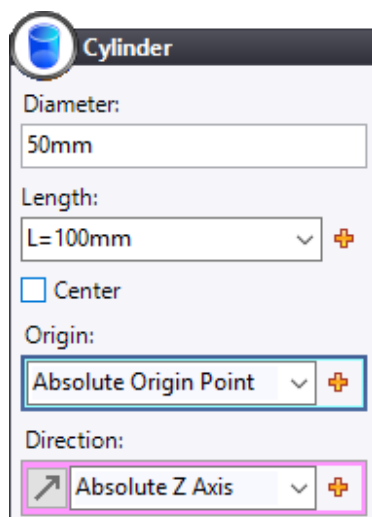 Cylinder
Diameter:
50mm
Length:
L=100mm
Center
Origin:
Absolute Origin Point
Direction:
Absolute Z Axis